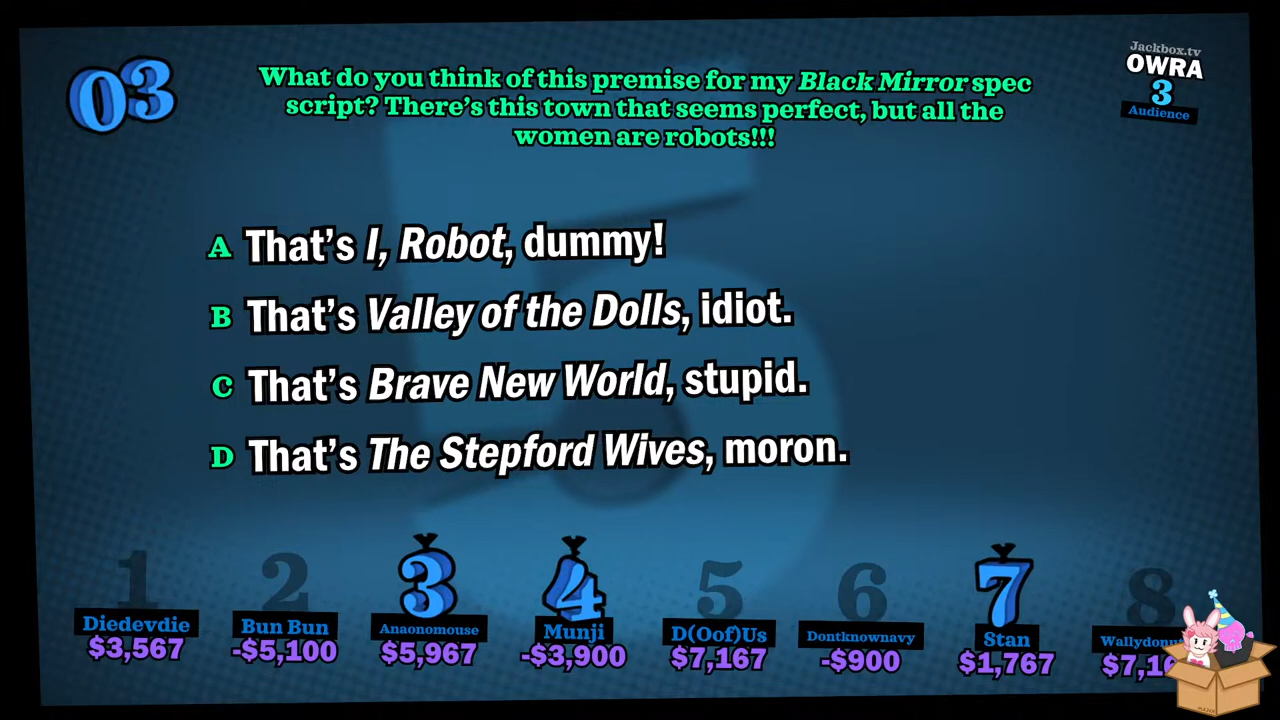 03
What do you think of this premise for my Black Mirror spec
script? There's this town that seems perfect, but all the
women are robots!!!
Jackbox.tv
OWRA
3
Audience
A That's I, Robot, dummy!
B That's Valley of the Dolls, idiot.
C That's Brave New World, stupid.
D That's The Stepford Wives, moron.
1 2 3 4 5 6 7 8
Diedevdie Bun Bun Anaonomouse Munji D(Oof)Us Dontknownavy Stan
$3,567 -$5,100 $5,967 -$3,900 $7,167 -$900 $1,767